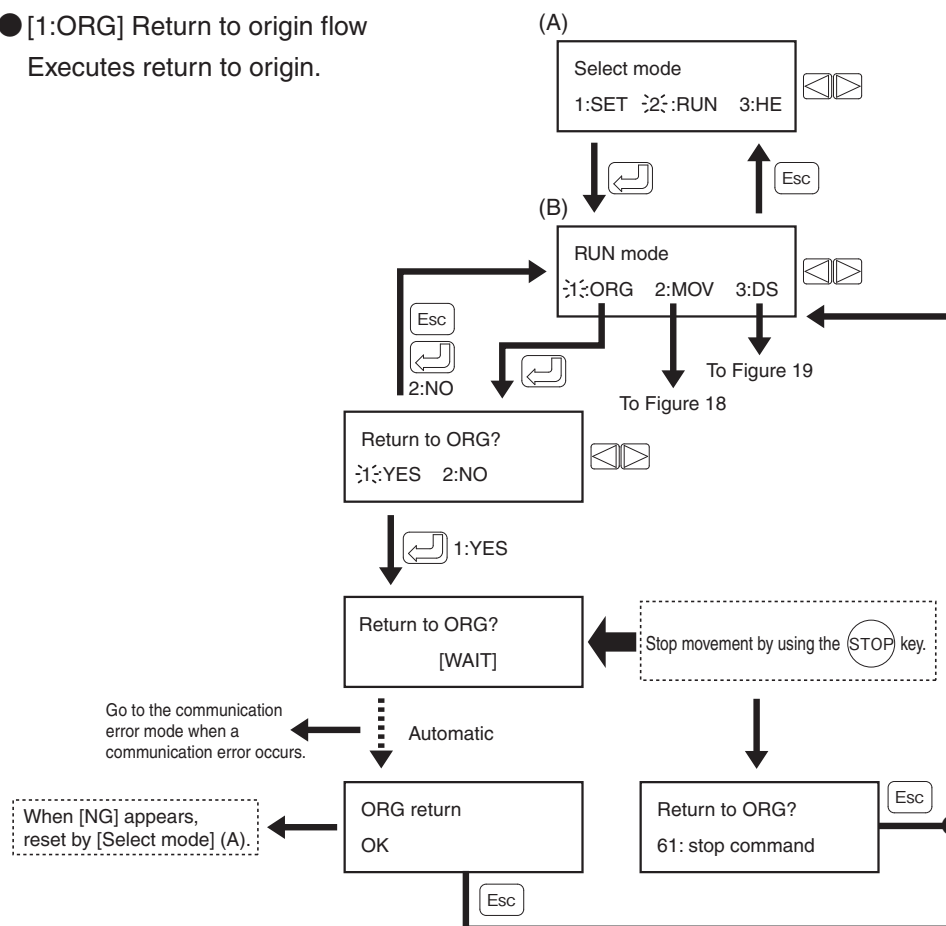 [1:ORG] Return to origin flow
Executes return to origin.
(A)
Select mode
1:SET 2:RUN 3:HE
Esc
(B)
RUN mode
1:ORG 2:MOV 3:DS
Esc
2:NO
To Figure 19
To Figure 18
Return to ORG?
1:YES 2:NO
1:YES
Return to ORG?
[WAIT]
Stop movement by using the STOP key.
Go to the communication
error mode when a
communication error occurs.
Automatic
When [NG] appears,
reset by [Select mode] (A).
ORG return
OK
Return to ORG?
61: stop command
Esc
Esc